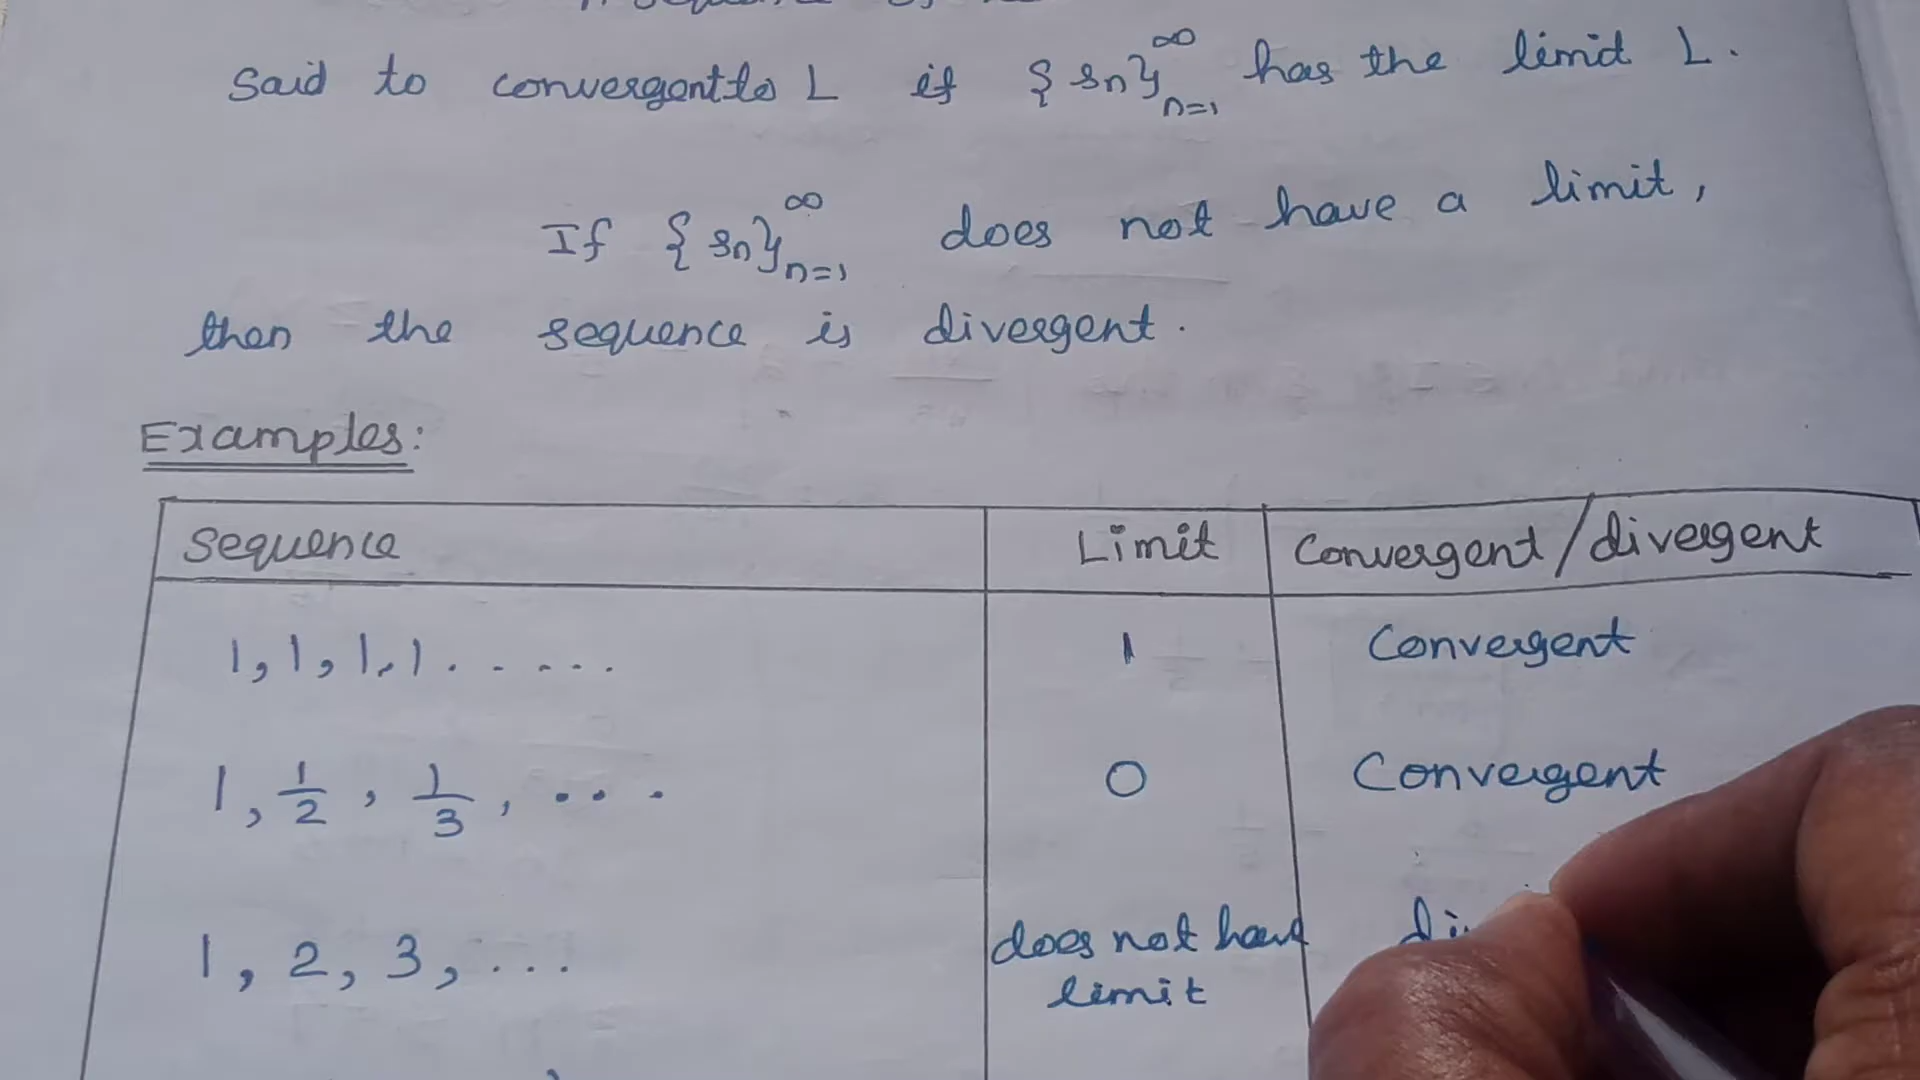 said to convergent to L if {sn}∞n=1 has the limit L.
If {sn}∞n=1 does not have a limit,
then the sequence is divergent.
Examples:
Sequence Limit Convergent/divergent
1, 1, 1, 1 . . . . . . 1 Convergent
1, 1/2, 1/3, . . . . 0 Convergent
1, 2, 3, . . . does not have
limit